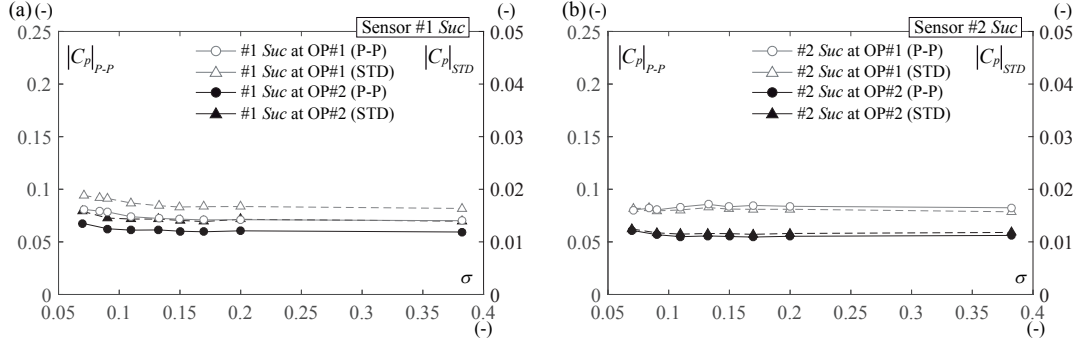 (a) (-) Sensor #1 Suc (-)
0.25 0.2 0.15 0.1 0.05 0
|C_p|_{P-P}
#1 Suc at OP#1 (P-P)
#1 Suc at OP#1 (STD)
#1 Suc at OP#2 (P-P)
#1 Suc at OP#2 (STD)
|C_p|_{STD}
0.05 0.04 0.03 0.02 0.01 0
σ
0.05 0.1 0.15 0.2 0.25 0.3 0.35 0.4
(-)
(b) (-) Sensor #2 Suc (-)
0.25 0.2 0.15 0.1 0.05 0
|C_p|_{P-P}
#2 Suc at OP#1 (P-P)
#2 Suc at OP#1 (STD)
#2 Suc at OP#2 (P-P)
#2 Suc at OP#2 (STD)
|C_p|_{STD}
0.05 0.04 0.03 0.02 0.01 0
σ
0.05 0.1 0.15 0.2 0.25 0.3 0.35 0.4
(-)